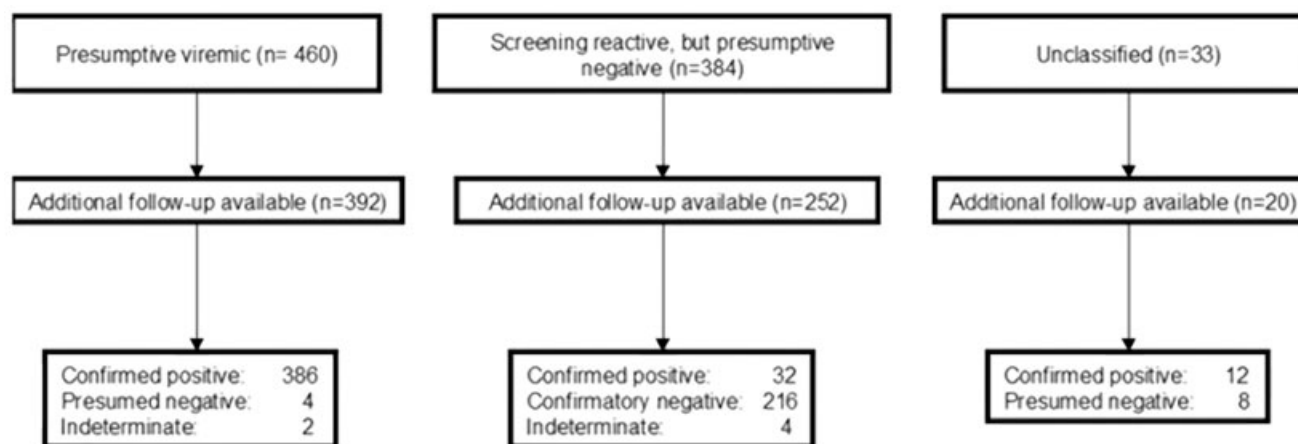 Presumptive viremic (n= 460)
Screening reactive, but presumptive
negative (n=384)
Unclassified (n=33)
Additional follow-up available (n=392)
Additional follow-up available (n=252)
Additional follow-up available (n=20)
Confirmed positive: 386
Presumed negative: 4
Indeterminate: 2
Confirmed positive: 32
Confirmatory negative: 216
Indeterminate: 4
Confirmed positive: 12
Presumed negative: 8